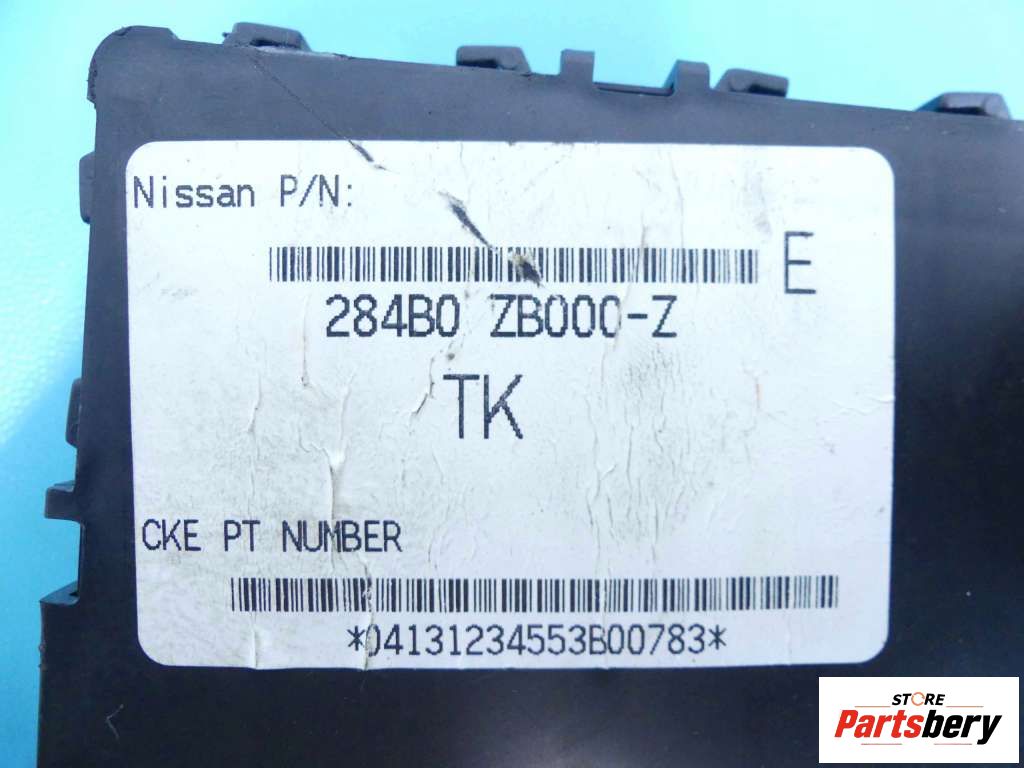 Nissan P/N:
E
284B0 ZB000-Z
TK
CKE PT NUMBER
*04131234553B00783*
STORE
Partsbery